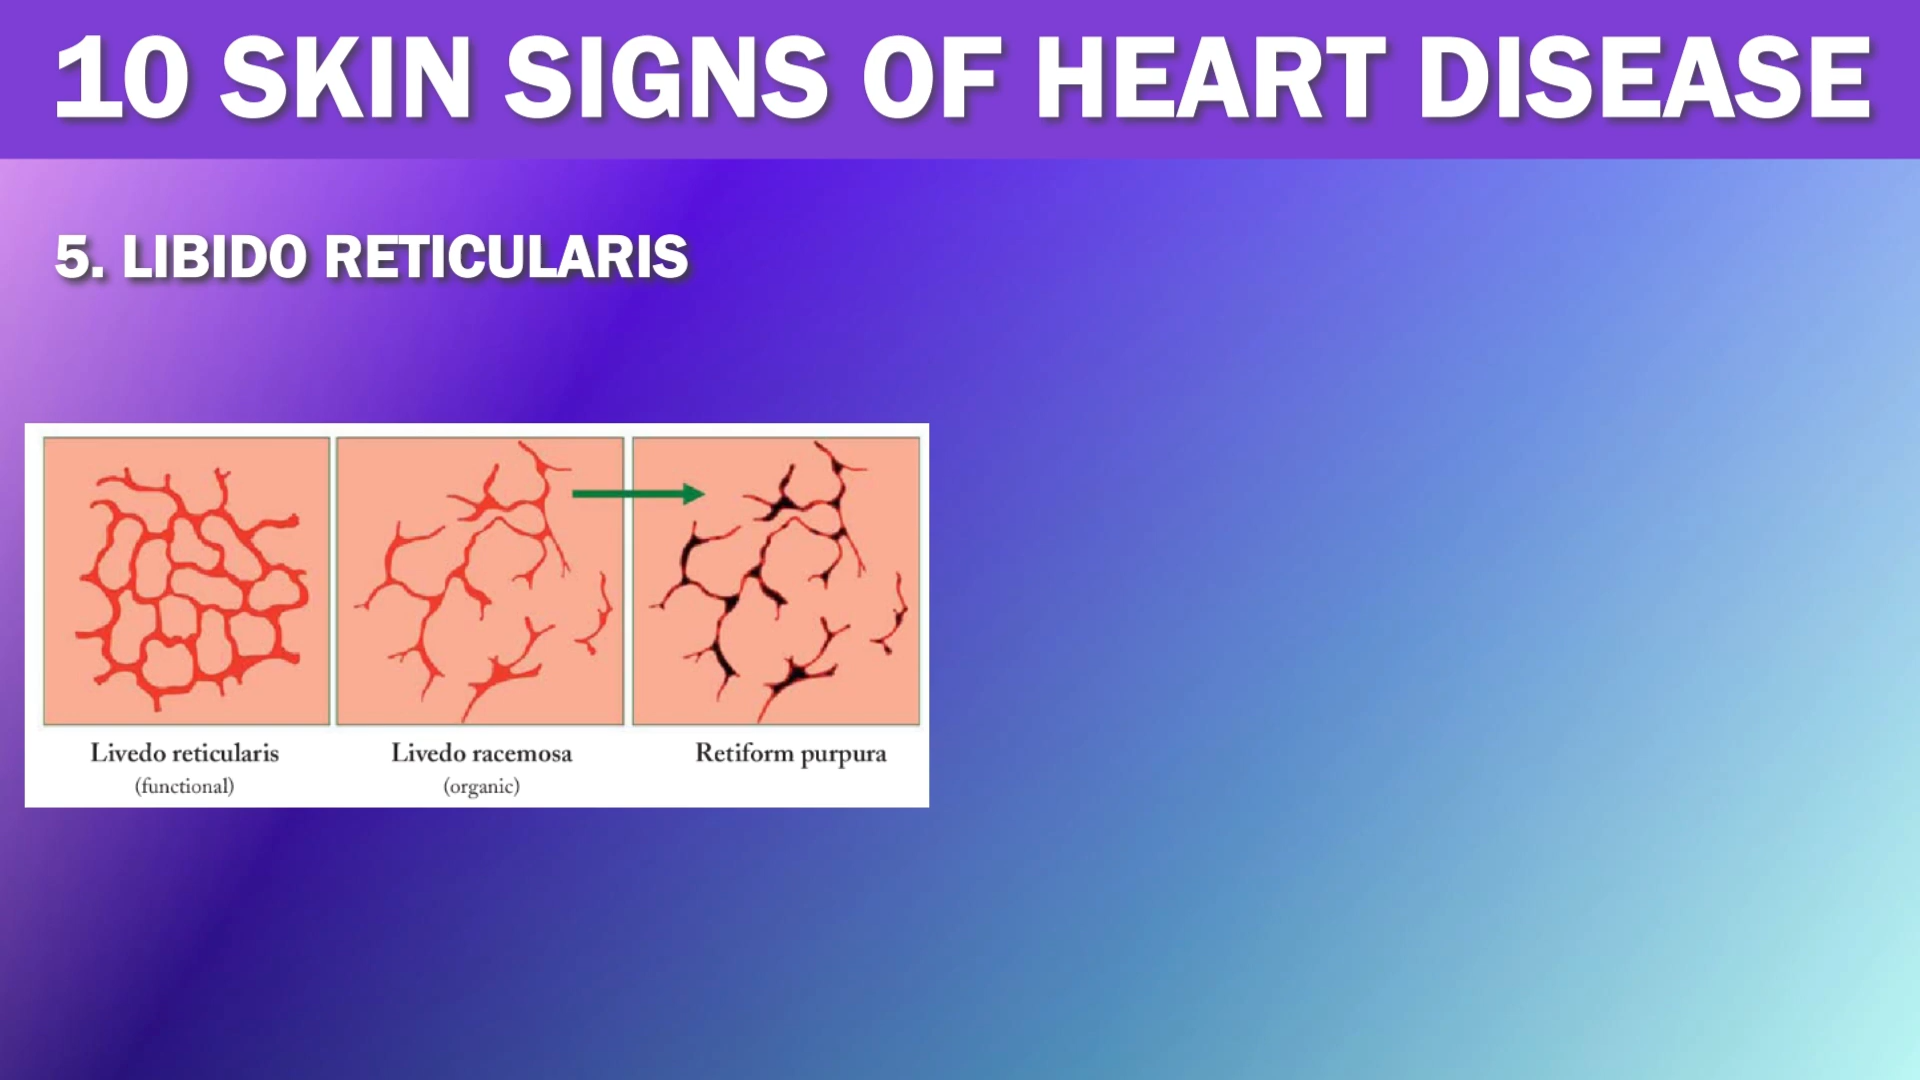 10 SKIN SIGNS OF HEART DISEASE
5. LIBIDO RETICULARIS
Livedo reticularis
(functional)
Livedo racemosa
(organic)
Retiform purpura